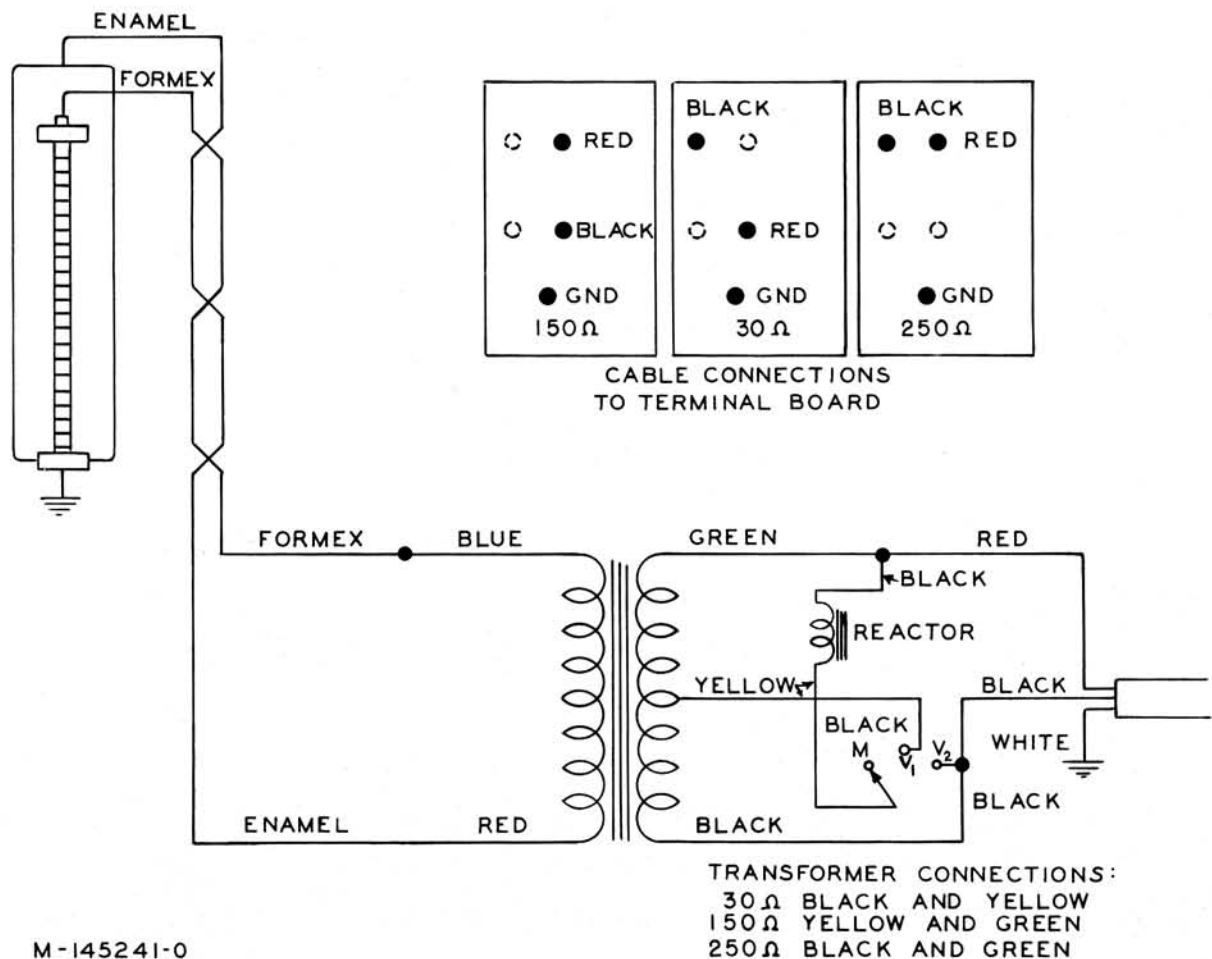 ENAMEL
FORMEX
BLACK
BLACK
RED
RED
BLACK
RED
GND
GND
GND
150Ω
30Ω
250Ω
CABLE CONNECTIONS
TO TERMINAL BOARD
FORMEX
BLUE
GREEN
RED
BLACK
REACTOR
YELLOW
BLACK
BLACK
M
V1
V2
WHITE
BLACK
ENAMEL
RED
BLACK
TRANSFORMER CONNECTIONS:
30Ω BLACK AND YELLOW
150Ω YELLOW AND GREEN
250Ω BLACK AND GREEN
M-145241-0